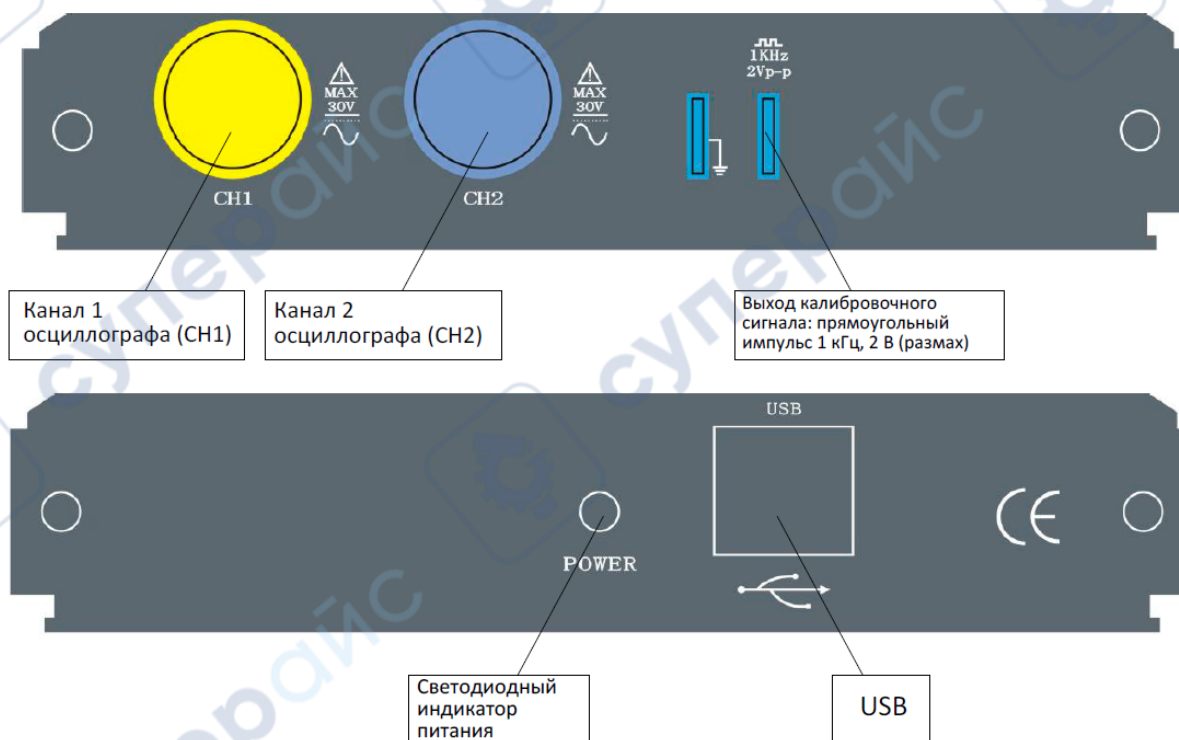 1KHz
2Vp-p
MAX
30V
MAX
30V
CH1
CH2
Канал 1
осциллографа (CH1)
Канал 2
осциллографа (CH2)
Выход калибровочного
сигнала: прямоугольный
импульс 1 кГц, 2 В (размах)
супералйс
USB
POWER
CE
Светодиодный
индикатор
питания
USB